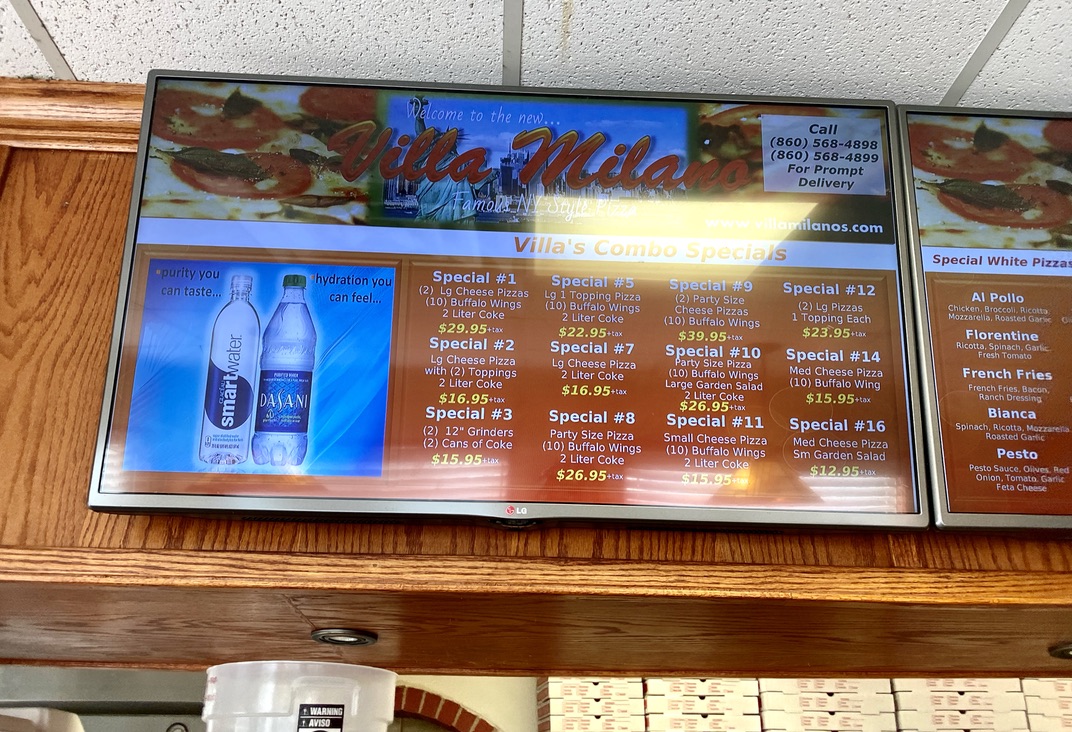 Welcome to the new...
Villa Milano
Famous NY Style Pizza
Call
(860) 568-4898
(860) 568-4899
For Prompt
Delivery
www.villamilanos.com
Villa's Combo Specials
purity you
can taste...
hydration you
can feel...
smartwater
DASANI
Special #1
(2) Lg Cheese Pizzas
(10) Buffalo Wings
2 Liter Coke
$29.95+tax
Special #2
Lg Cheese Pizza
with (2) Toppings
2 Liter Coke
$16.95+tax
Special #3
(2) 12" Grinders
(2) Cans of Coke
$15.95+tax
Special #5
Lg 1 Topping Pizza
(10) Buffalo Wings
2 Liter Coke
$22.95+tax
Special #7
Lg Cheese Pizza
2 Liter Coke
$16.95+tax
Special #8
Party Size Pizza
(10) Buffalo Wings
2 Liter Coke
$26.95+tax
Special #9
(2) Party Size
Cheese Pizzas
(10) Buffalo Wings
$39.95+tax
Special #10
Party Size Pizza
(10) Buffalo Wings
Large Garden Salad
2 Liter Coke
$26.95+tax
Special #11
Small Cheese Pizza
(10) Buffalo Wings
2 Liter Coke
$15.95+tax
Special #12
(2) Lg Pizzas
1 Topping Each
$23.95+tax
Special #14
Med Cheese Pizza
(10) Buffalo Wing
$15.95+tax
Special #16
Med Cheese Pizza
Sm Garden Salad
$12.95+tax
LG
Special White Pizzas
Al Pollo
Chicken, Broccoli, Ricotta,
Mozzarella, Roasted Garlic
Florentine
Ricotta, Spinach, Garlic,
Fresh Tomato
French Fries
French Fries, Bacon,
Ranch Dressing
Bianca
Spinach, Ricotta, Mozzarella
Roasted Garlic
Pesto
Pesto Sauce, Olives, Red
Onion, Tomato, Garlic
Feta Cheese
WARNING
AVISO